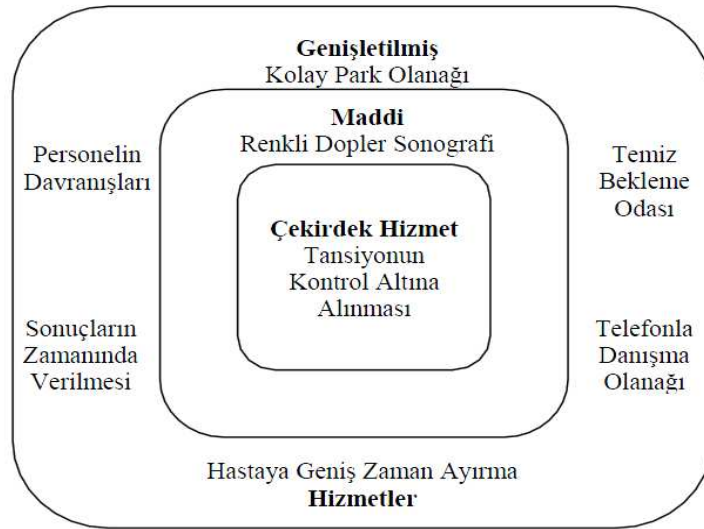 Genişletilmiş
Kolay Park Olanağı
Maddi
Renkli Dopler Sonografi
Personelin
Davranışları
Temiz
Bekleme
Odası
Çekirdek Hizmet
Tansiyonun
Kontrol Altına
Alınması
Sonuçların
Zamanında
Verilmesi
Telefonla
Danışma
Olanağı
Hastaya Geniş Zaman Ayırma
Hizmetler